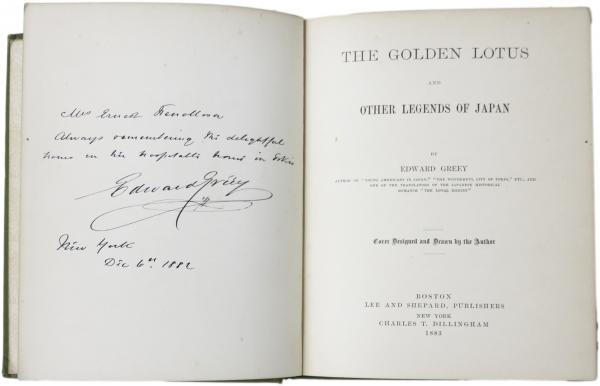 Mrs Ernest Fenollosa
Always remembering the delightful
hours in his hospitable home in Tokio
Edward Greey
New York
Dec 6th. 1882
THE GOLDEN LOTUS
AND
OTHER LEGENDS OF JAPAN
BY
EDWARD GREEY
AUTHOR OF "YOUNG AMERICANS IN JAPAN," "THE WONDERFUL CITY OF TOKIO," ETC., AND
ONE OF THE TRANSLATORS OF THE JAPANESE HISTORICAL
ROMANCE "THE LOYAL RONINS"
Cover Designed and Drawn by the Author
BOSTON
LEE AND SHEPARD, PUBLISHERS
NEW YORK
CHARLES T. DILLINGHAM
1883